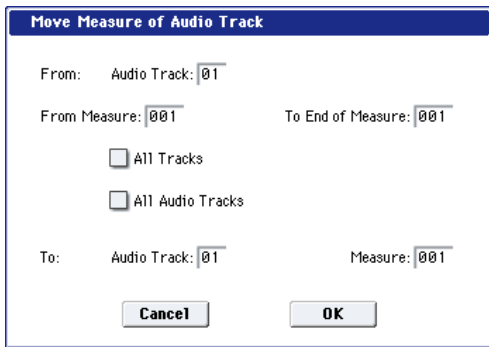 Move Measure of Audio Track
From: Audio Track: 01
From Measure: 001 To End of Measure: 001
All Tracks
All Audio Tracks
To: Audio Track: 01 Measure: 001
Cancel OK